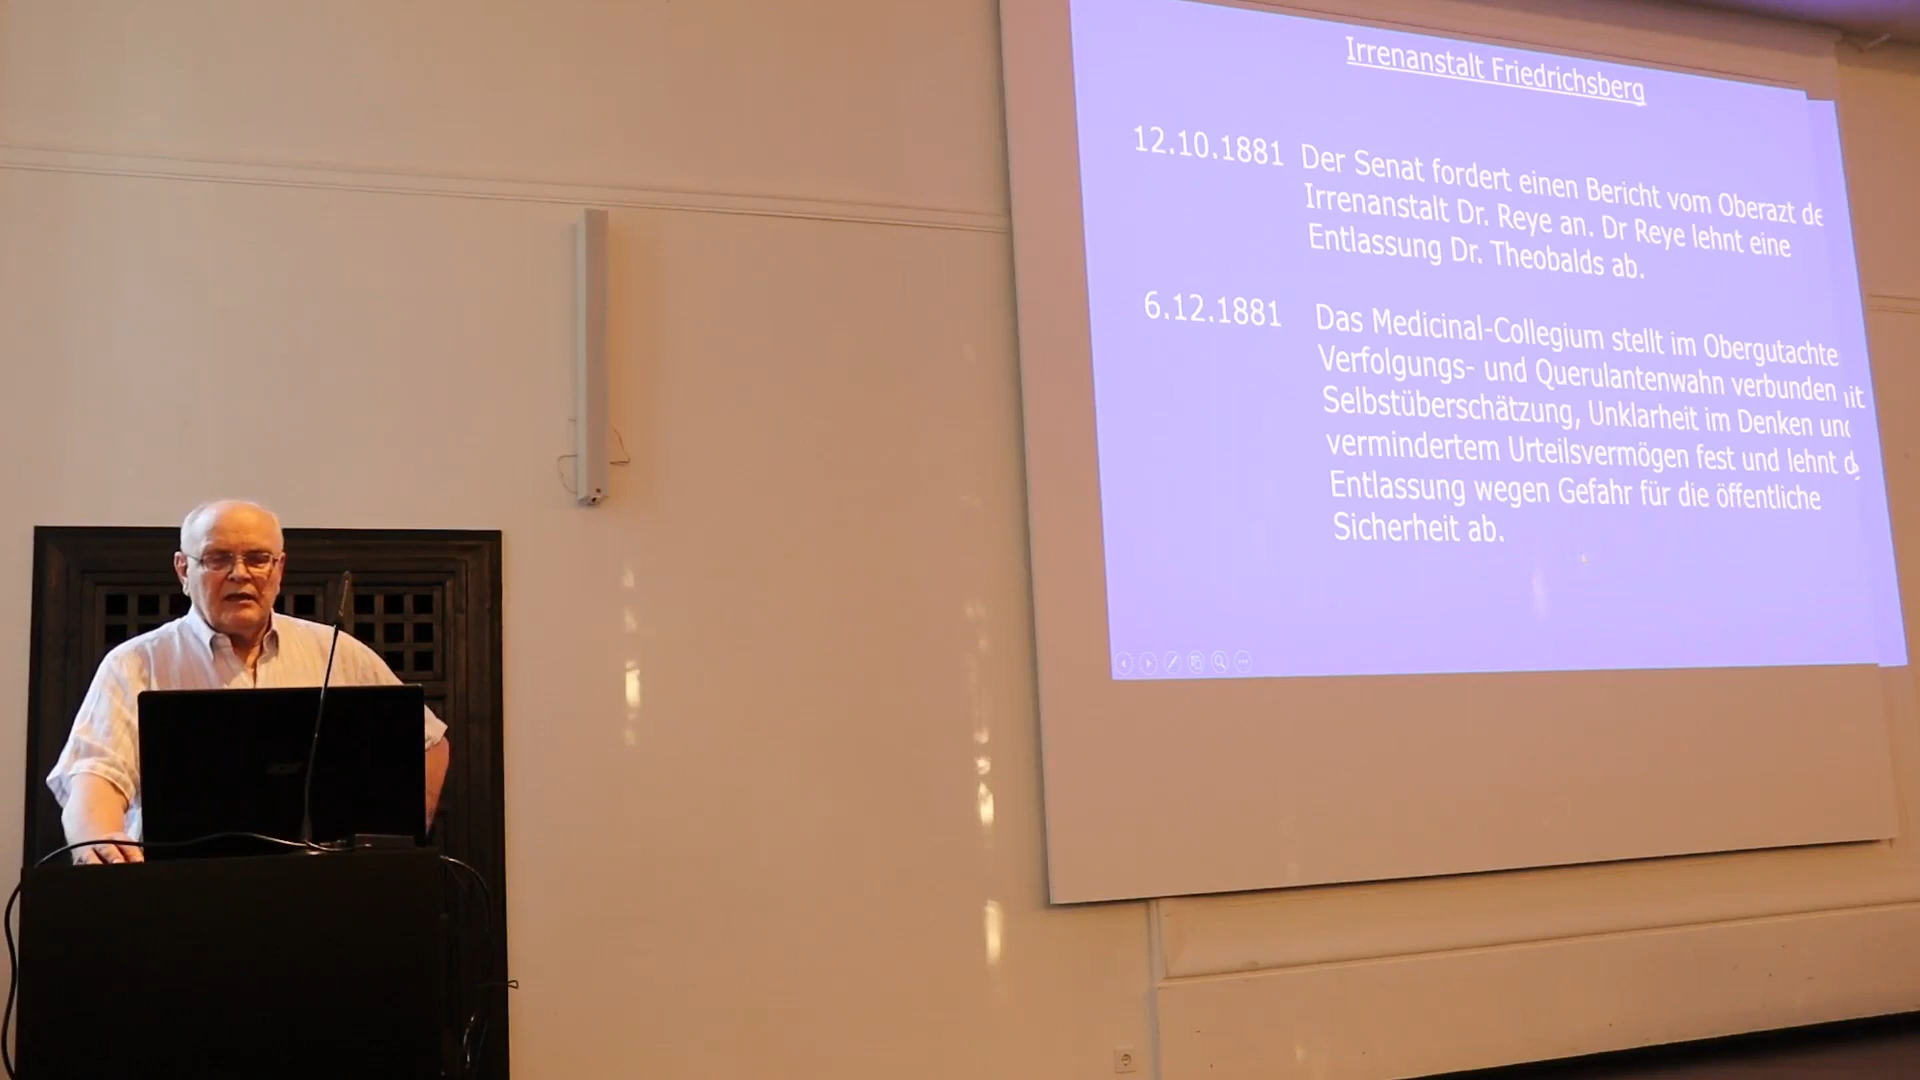 Irrenanstalt Friedrichsberg
12.10.1881 Der Senat fordert einen Bericht vom Oberazt de
Irrenanstalt Dr. Reye an. Dr Reye lehnt eine
Entlassung Dr. Theobalds ab.
6.12.1881 Das Medicinal-Collegium stellt im Obergutachte
Verfolgungs- und Querulantenwahn verbunden mit
Selbstüberschätzung, Unklarheit im Denken und
vermindertem Urteilsvermögen fest und lehnt
Entlassung wegen Gefahr für die öffentliche
Sicherheit ab.